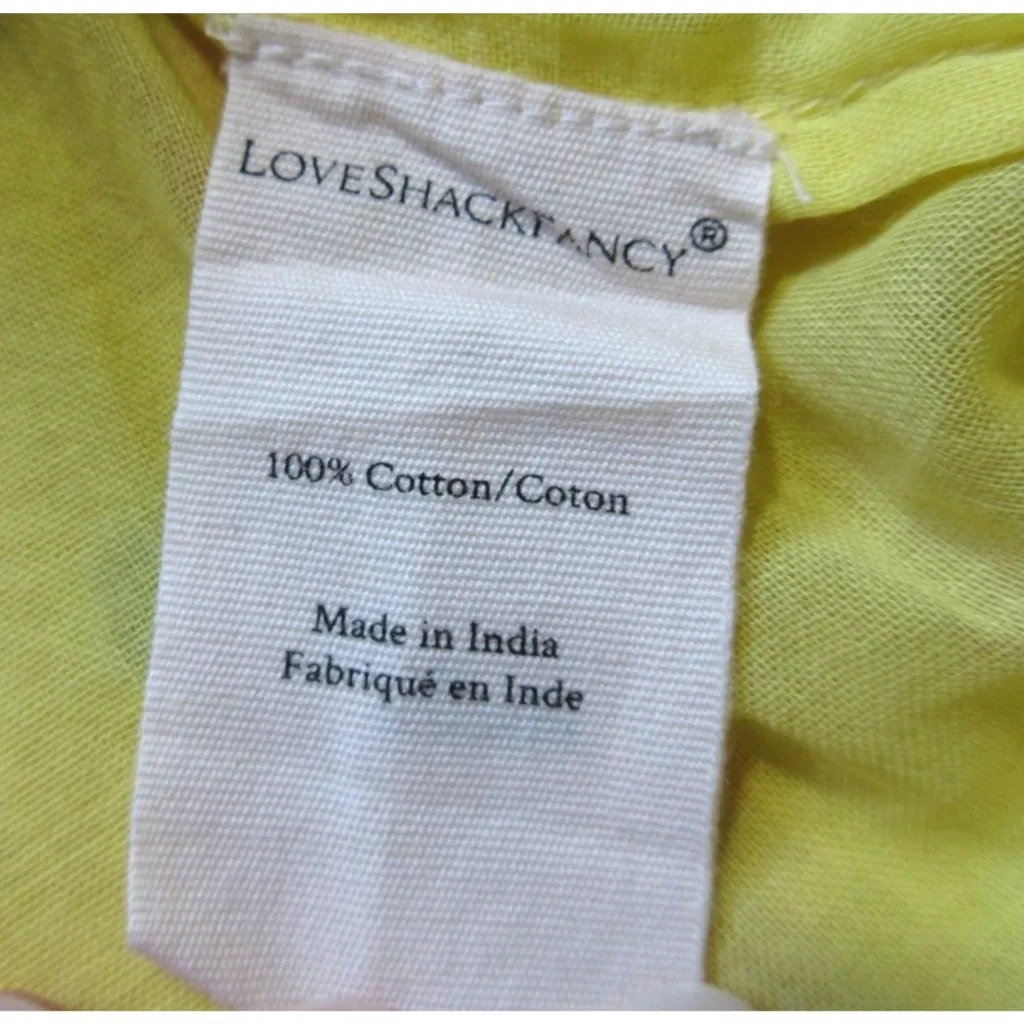 LOVESHACKFANCY®
100% Cotton/Coton
Made in India
Fabriqué en Inde